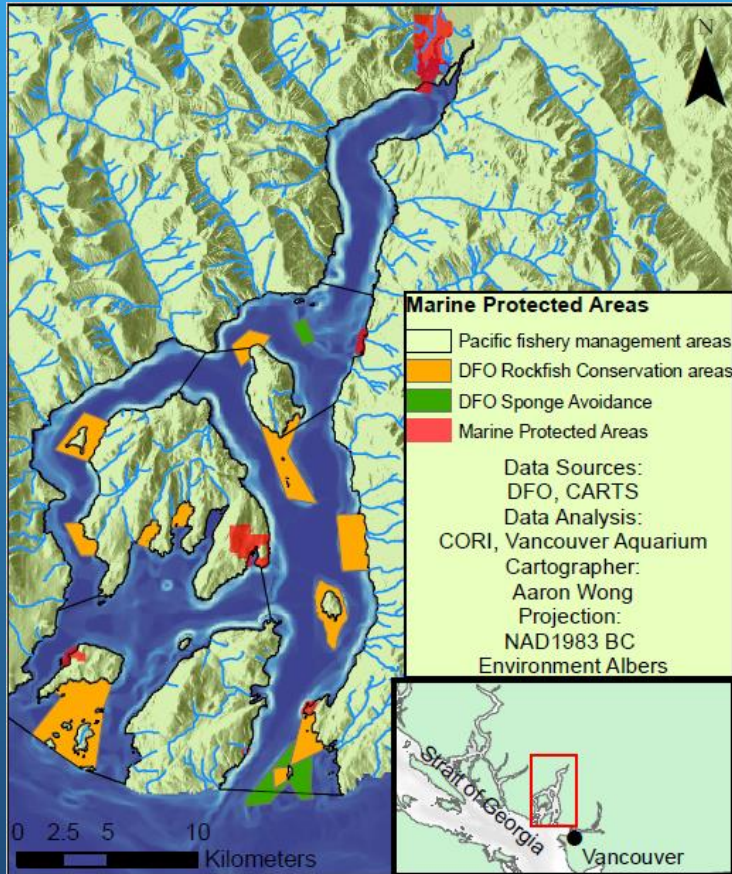 N
Marine Protected Areas
Pacific fishery management areas
DFO Rockfish Conservation areas
DFO Sponge Avoidance
Marine Protected Areas
Data Sources:
DFO, CARTS
Data Analysis:
CORI, Vancouver Aquarium
Cartographer:
Aaron Wong
Projection:
NAD1983 BC
Environment Albers
Strait of Georgia
Vancouver
0 2.5 5 10
Kilometers